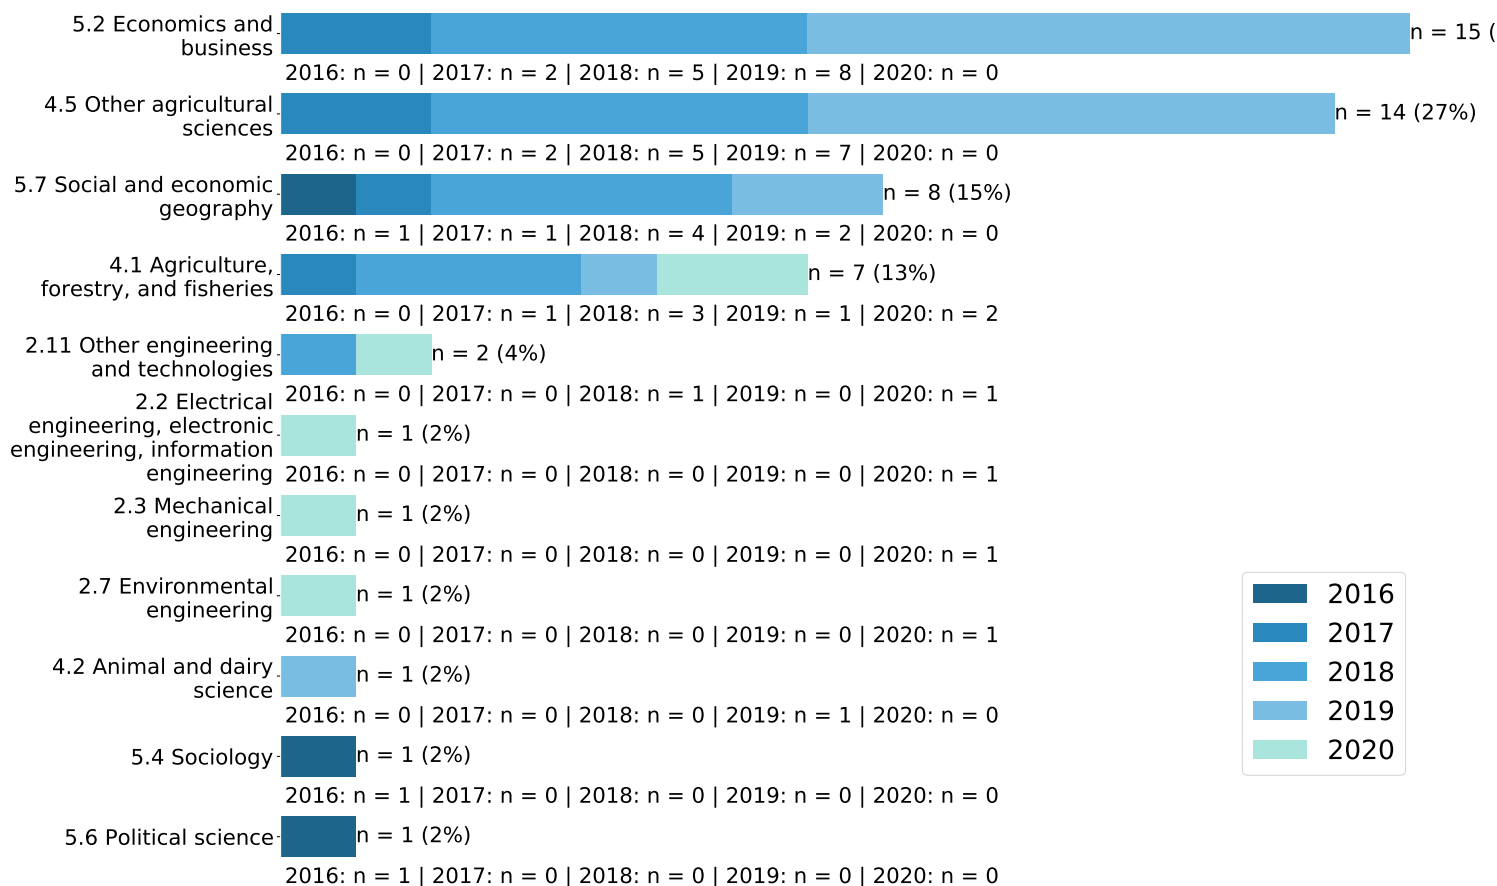 5.2 Economics and
business
n = 15 (
2016: n = 0 | 2017: n = 2 | 2018: n = 5 | 2019: n = 8 | 2020: n = 0
4.5 Other agricultural
sciences
n = 14 (27%)
2016: n = 0 | 2017: n = 2 | 2018: n = 5 | 2019: n = 7 | 2020: n = 0
5.7 Social and economic
geography
n = 8 (15%)
2016: n = 1 | 2017: n = 1 | 2018: n = 4 | 2019: n = 2 | 2020: n = 0
4.1 Agriculture,
forestry, and fisheries
n = 7 (13%)
2016: n = 0 | 2017: n = 1 | 2018: n = 3 | 2019: n = 1 | 2020: n = 2
2.11 Other engineering
and technologies
n = 2 (4%)
2016: n = 0 | 2017: n = 0 | 2018: n = 1 | 2019: n = 0 | 2020: n = 1
2.2 Electrical
engineering, electronic
engineering, information
engineering
n = 1 (2%)
2016: n = 0 | 2017: n = 0 | 2018: n = 0 | 2019: n = 0 | 2020: n = 1
2.3 Mechanical
engineering
n = 1 (2%)
2016: n = 0 | 2017: n = 0 | 2018: n = 0 | 2019: n = 0 | 2020: n = 1
2.7 Environmental
engineering
n = 1 (2%)
2016: n = 0 | 2017: n = 0 | 2018: n = 0 | 2019: n = 0 | 2020: n = 1
4.2 Animal and dairy
science
n = 1 (2%)
2016: n = 0 | 2017: n = 0 | 2018: n = 0 | 2019: n = 1 | 2020: n = 0
5.4 Sociology
n = 1 (2%)
2016: n = 1 | 2017: n = 0 | 2018: n = 0 | 2019: n = 0 | 2020: n = 0
5.6 Political science
n = 1 (2%)
2016: n = 1 | 2017: n = 0 | 2018: n = 0 | 2019: n = 0 | 2020: n = 0
2016
2017
2018
2019
2020